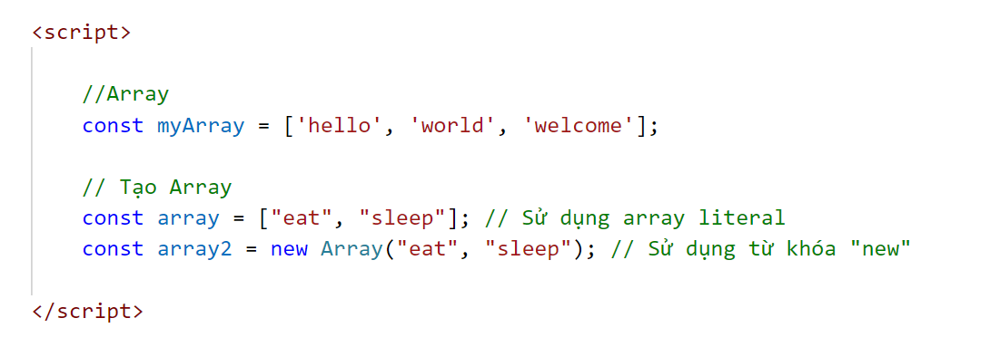 <script>
//Array
const myArray = ['hello', 'world', 'welcome'];
// Tạo Array
const array = ["eat", "sleep"]; // Sử dụng array literal
const array2 = new Array("eat", "sleep"); // Sử dụng từ khóa "new"
</script>